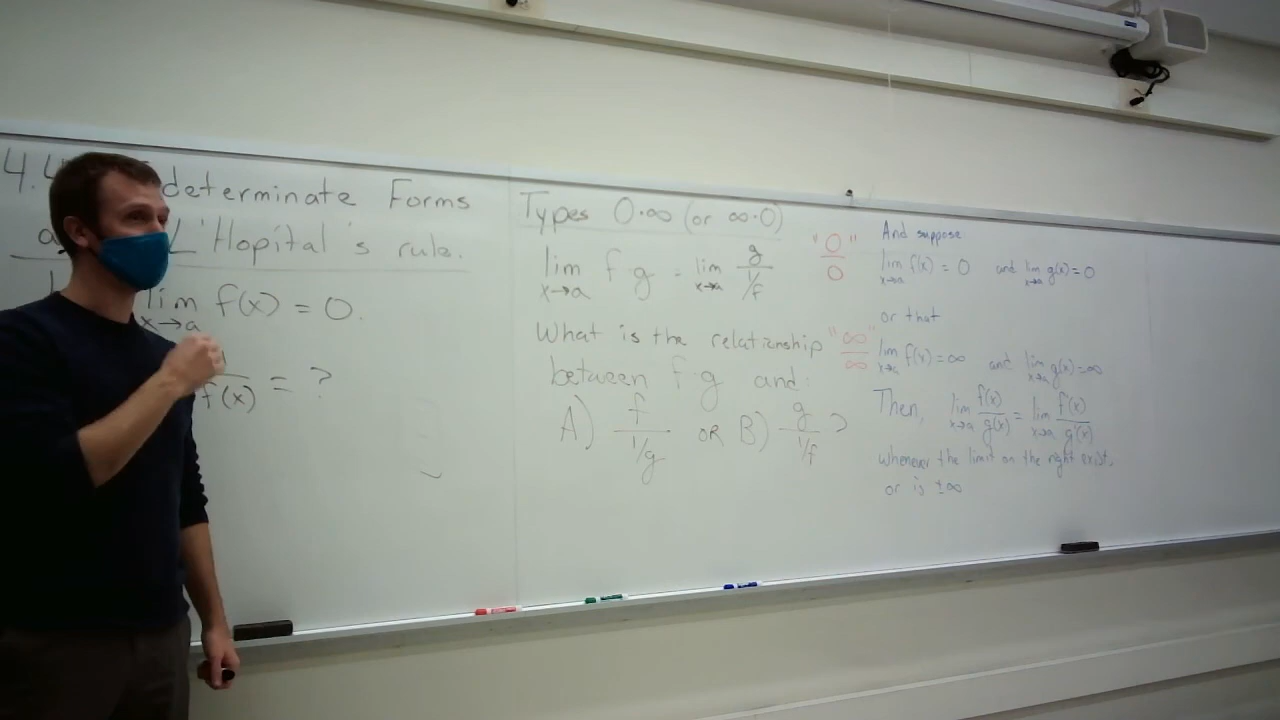 4.4 determinate Forms
L'Hopital's rule.
lim f(x) = 0.
x→a
f(x) = ?
Types 0·∞ (or ∞·0)
lim f g = lim g
x→a x→a 1/f
What is the relationship
between f·g and:
A) f OR B) g ?
1/g 1/f
"0"
0
"∞"
∞
And suppose
lim f(x) = 0 and lim g(x) = 0
x→a x→a
or that
lim f(x) = ∞ and lim g(x) = ∞
x→a x→a
Then, lim f(x) = lim f'(x)
x→a g(x) x→a g'(x)
whenever the limit on the right exist.
or is ±∞